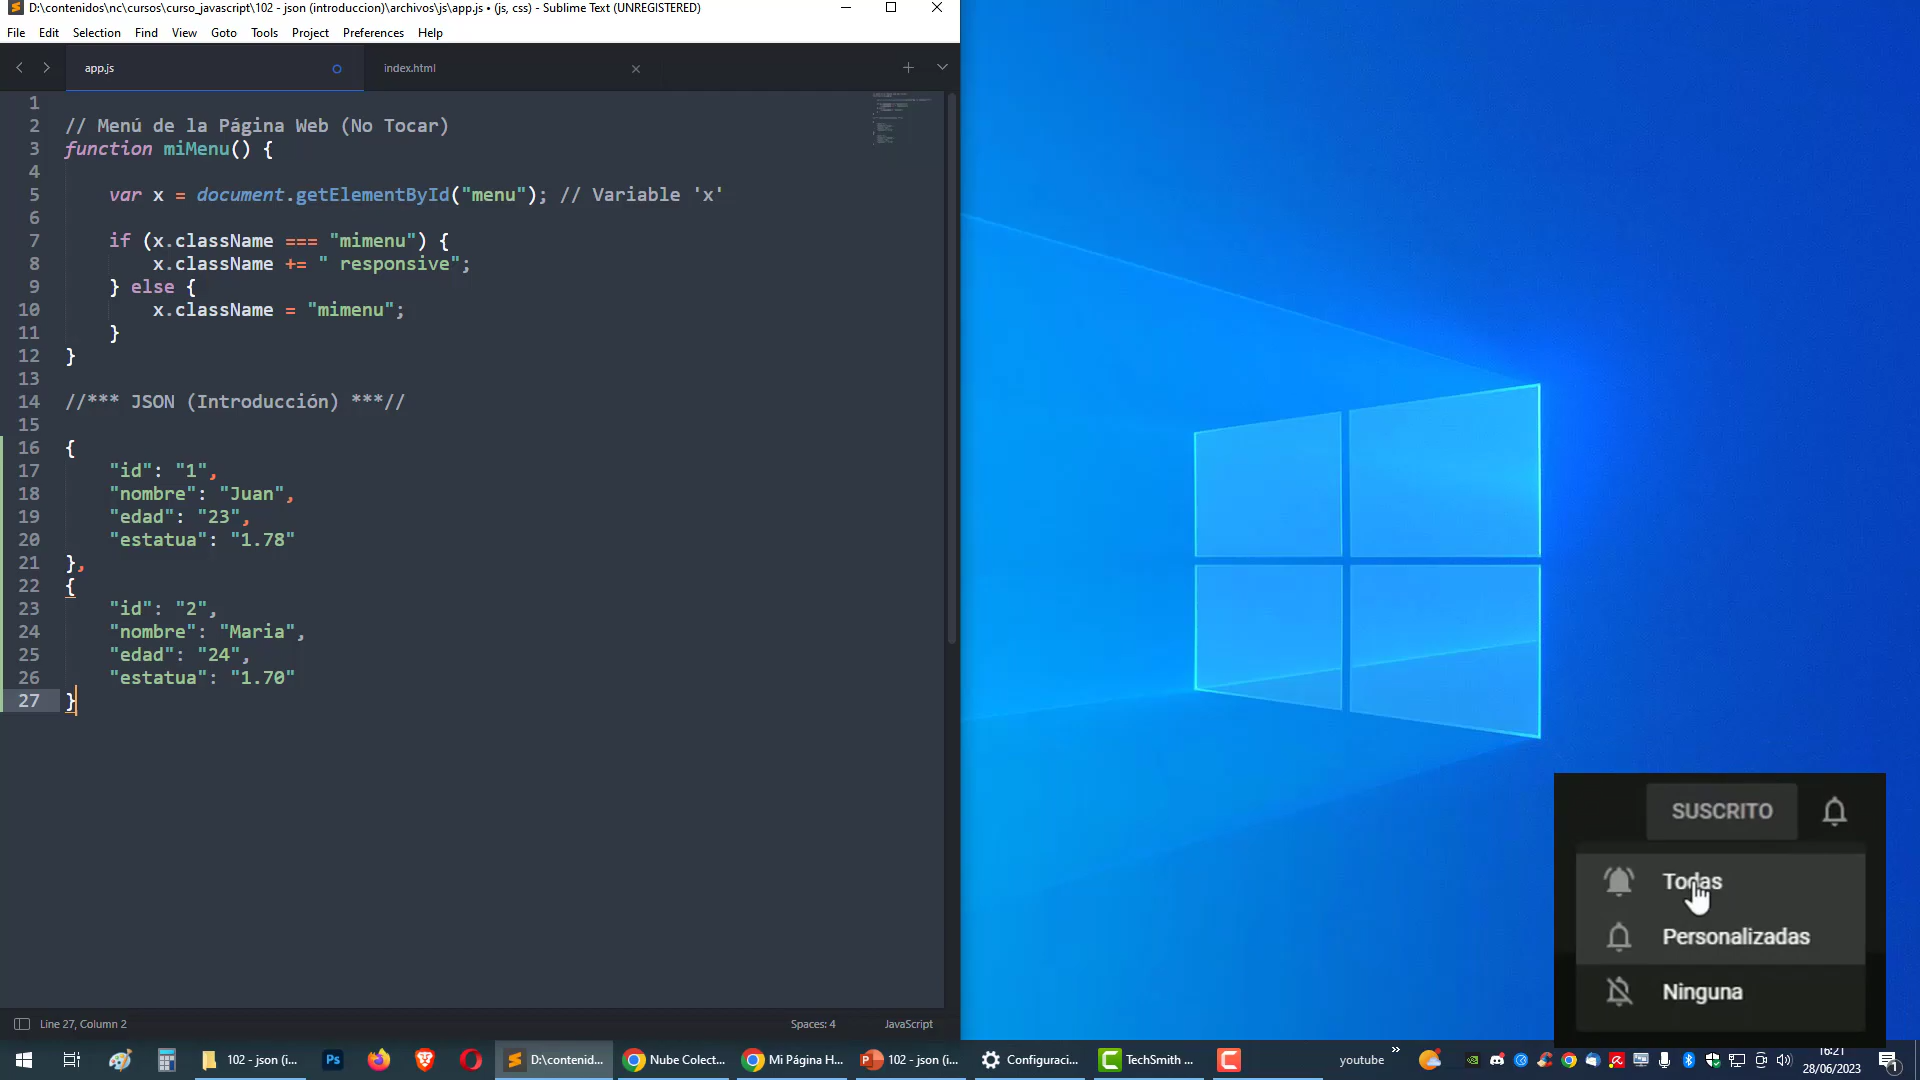 D:\contenidos\nc\cursos\curso_javascript\102 - json (introduccion)\archivos\js\app.js • (js, css) - Sublime Text (UNREGISTERED)
File Edit Selection Find View Goto Tools Project Preferences Help
app.js index.html
1
2 // Menú de la Página Web (No Tocar)
3 function miMenu() {
4
5 var x = document.getElementById("menu"); // Variable 'x'
6
7 if (x.className === "mimenu") {
8 x.className += " responsive";
9 } else {
10 x.className = "mimenu";
11 }
12 }
13
14 //*** JSON (Introducción) ***//
15
16 {
17 "id": "1",
18 "nombre": "Juan",
19 "edad": "23",
20 "estatua": "1.78"
21 },
22 {
23 "id": "2",
24 "nombre": "Maria",
25 "edad": "24",
26 "estatua": "1.70"
27 }
SUSCRITO
Todas
Personalizadas
Ninguna
Line 27, Column 2 Spaces: 4 JavaScript
102 - json (i... Ps D:\contenid... Nube Colect... Mi Página H... 102 - json (i... Configuraci... TechSmith ... youtube » 16:21
28/06/2023
1